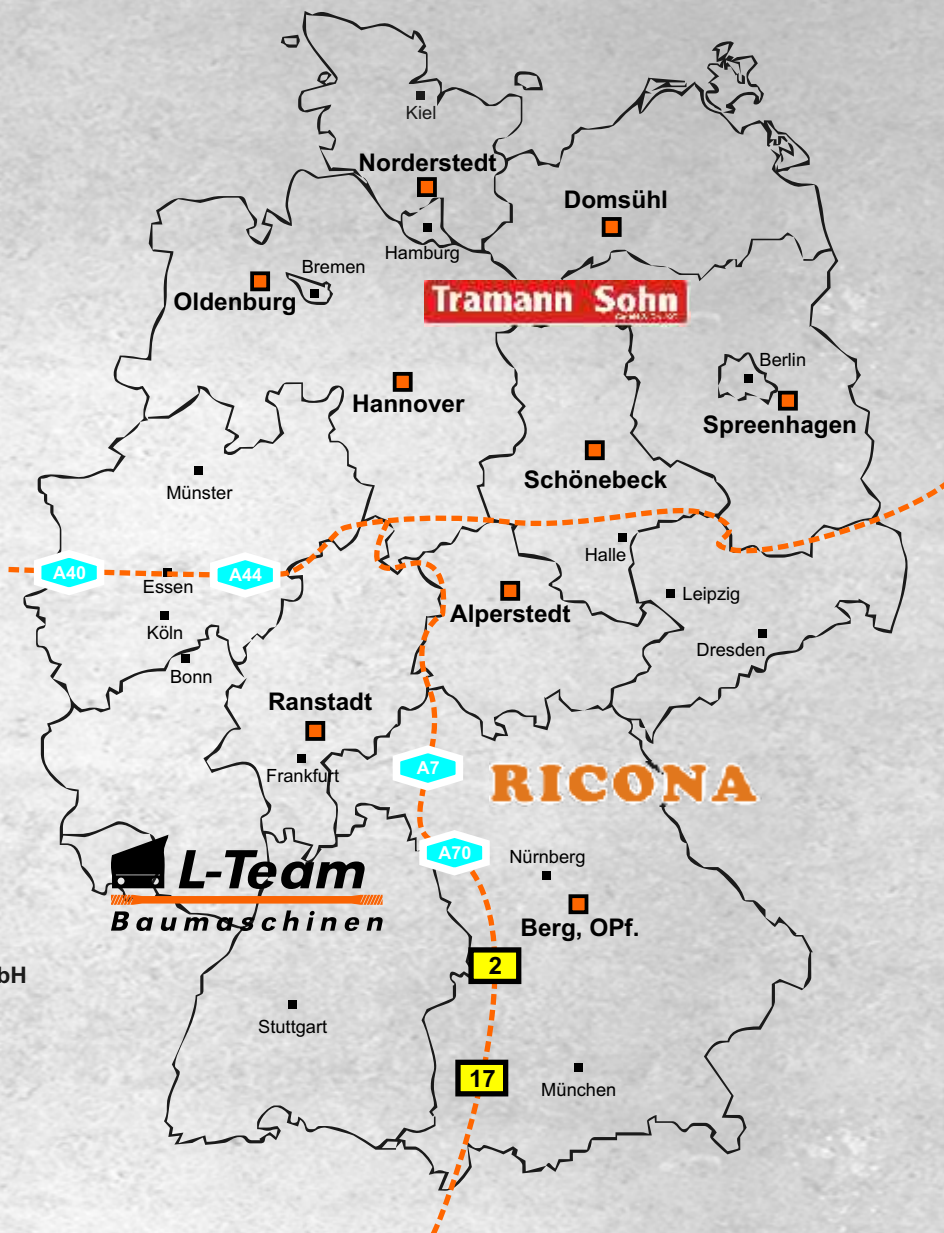 Kiel
Norderstedt
Domsühl
Hamburg
Bremen
Oldenburg
Tramann Sohn
Berlin
Hannover
Spreenhagen
Schönebeck
Münster
Halle
A40
A44
Essen
Leipzig
Alperstedt
Köln
Dresden
Bonn
Ranstadt
Frankfurt
A7
RICONA
A70
Nürnberg
L-Team
Baumaschinen
Berg, OPf.
2
bH
Stuttgart
17
München